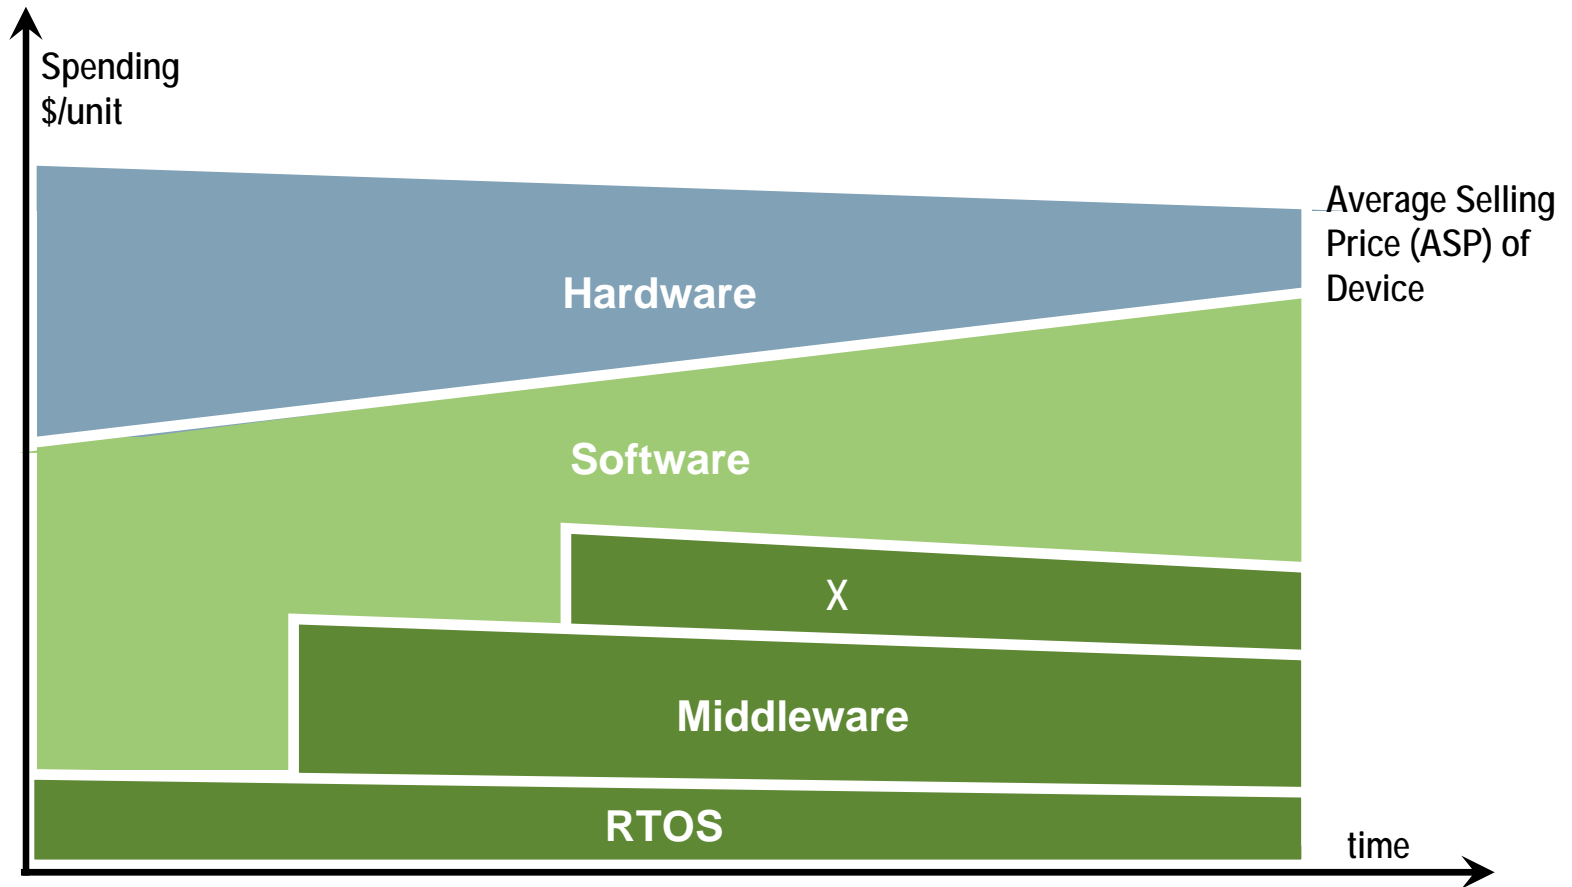 Spending
$/unit
Average Selling
Price (ASP) of
Device
Hardware
Software
X
Middleware
RTOS
time